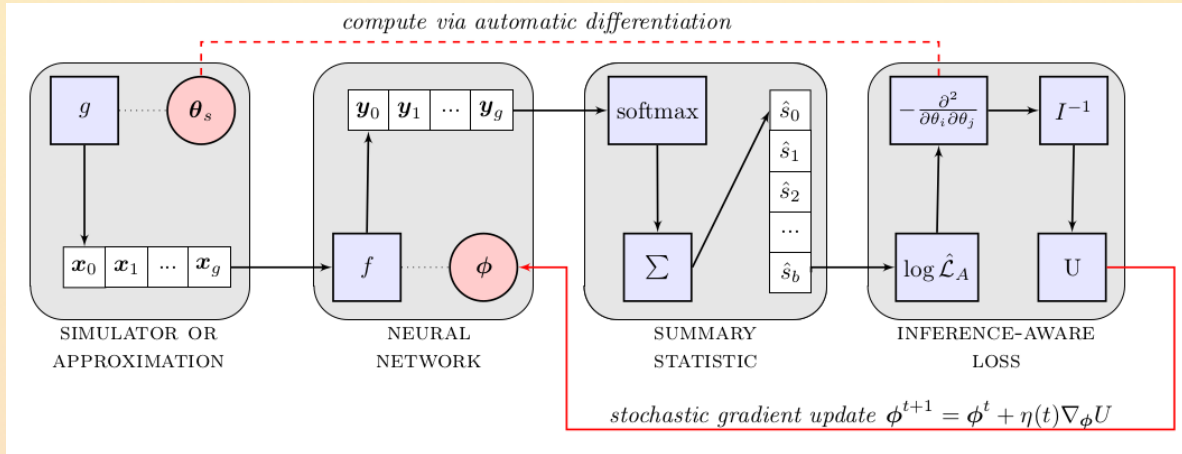 compute via automatic differentiation
g
θ_s
x_0 x_1 ... x_g
SIMULATOR OR
APPROXIMATION
y_0 y_1 ... y_g
f
ϕ
NEURAL
NETWORK
softmax
∑
ŝ_0
ŝ_1
ŝ_2
...
ŝ_b
SUMMARY
STATISTIC
−∂²/∂θ_i∂θ_j
I⁻¹
log ℒ̂_A
U
INFERENCE-AWARE
LOSS
stochastic gradient update ϕ^{t+1} = ϕ^t + η(t)∇_ϕ U